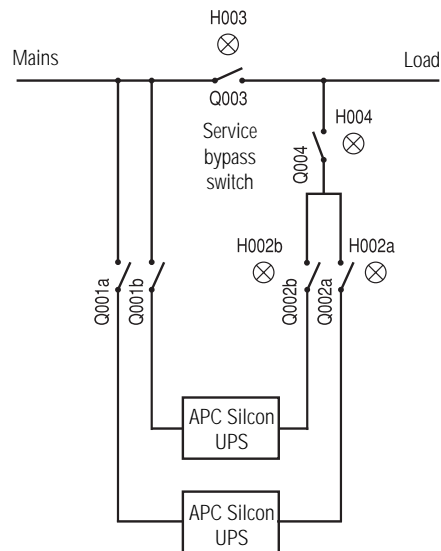 H003
Mains
Load
Q003
H004
Service
bypass
switch
Q004
H002b
H002a
Q001a
Q001b
Q002b
Q002a
APC Silcon
UPS
APC Silcon
UPS